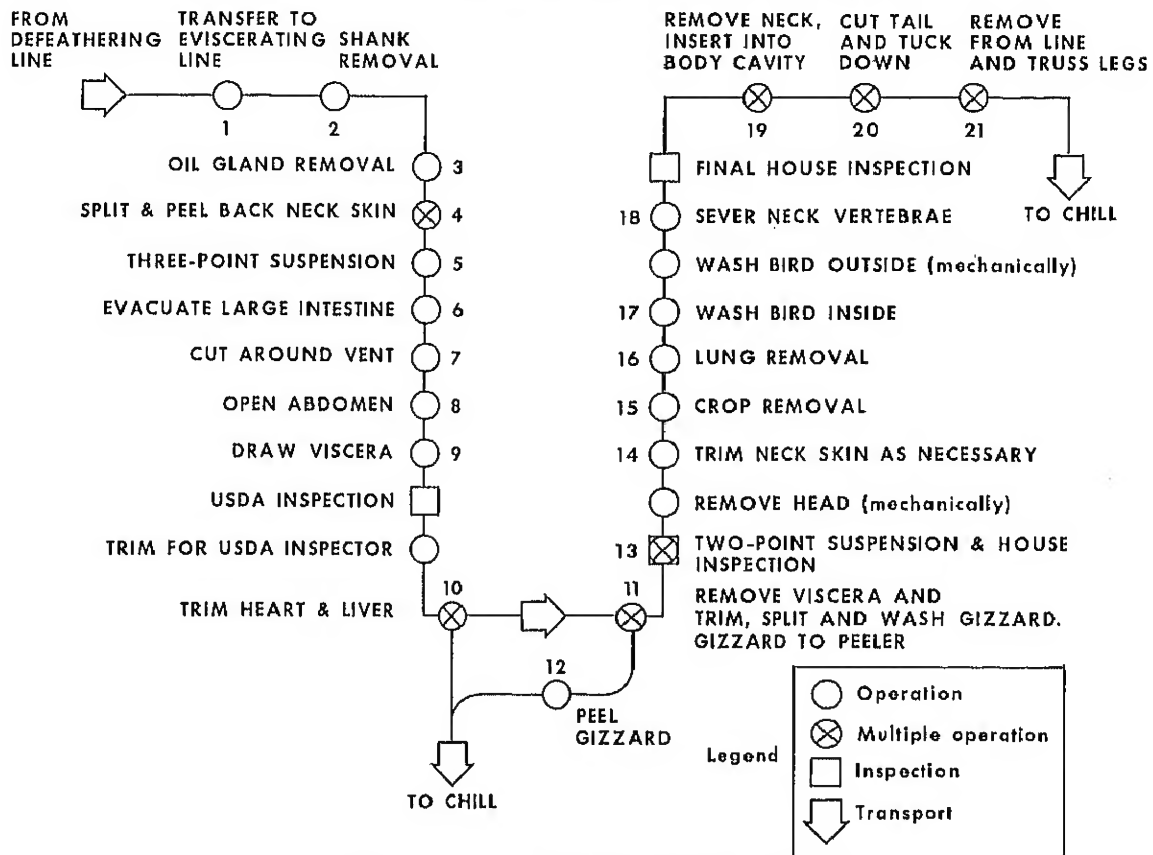 FROM
DEFEATHERING
LINE
TRANSFER TO
EVISCERATING
LINE
SHANK
REMOVAL
1
2
OIL GLAND REMOVAL 3
SPLIT & PEEL BACK NECK SKIN 4
THREE-POINT SUSPENSION 5
EVACUATE LARGE INTESTINE 6
CUT AROUND VENT 7
OPEN ABDOMEN 8
DRAW VISCERA 9
USDA INSPECTION
TRIM FOR USDA INSPECTOR
10
TRIM HEART & LIVER
11
REMOVE VISCERA AND
TRIM, SPLIT AND WASH GIZZARD.
GIZZARD TO PEELER
12
PEEL
GIZZARD
TO CHILL
13 TWO-POINT SUSPENSION & HOUSE
INSPECTION
REMOVE HEAD (mechanically)
14 TRIM NECK SKIN AS NECESSARY
15 CROP REMOVAL
16 LUNG REMOVAL
17 WASH BIRD INSIDE
WASH BIRD OUTSIDE (mechanically)
18 SEVER NECK VERTEBRAE
FINAL HOUSE INSPECTION
REMOVE NECK,
INSERT INTO
BODY CAVITY
19
CUT TAIL
AND TUCK
DOWN
20
REMOVE
FROM LINE
AND TRUSS LEGS
21
TO CHILL
Legend
Operation
Multiple operation
Inspection
Transport